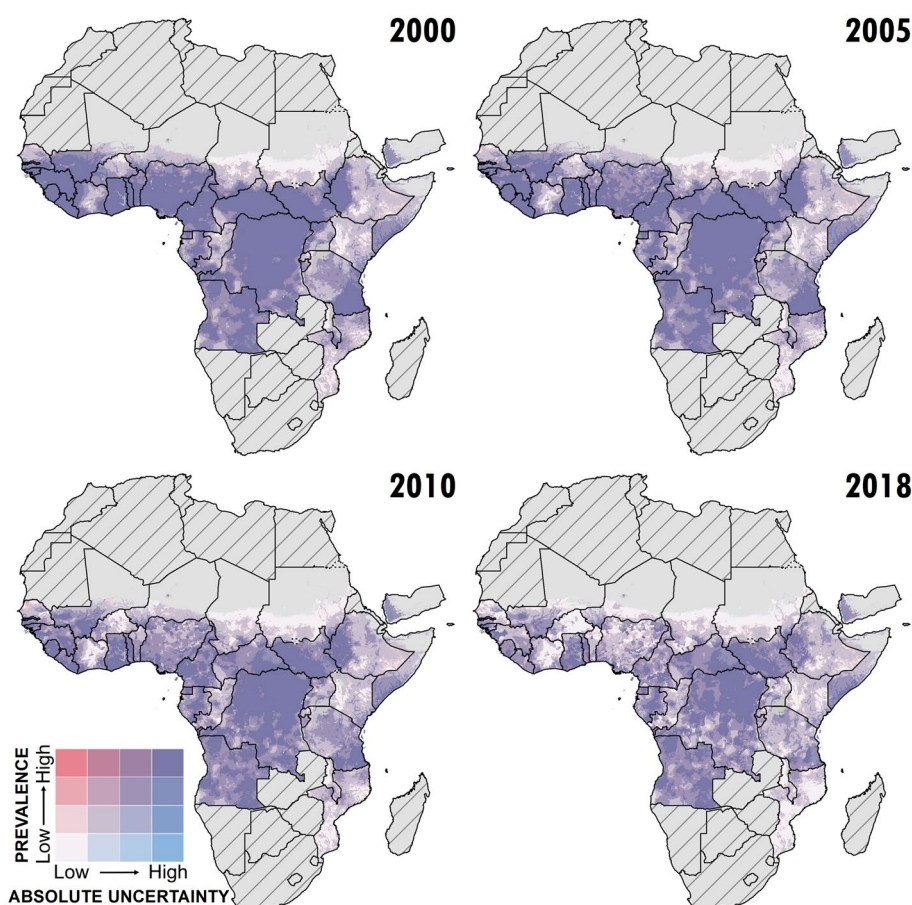 2000
2005
2010
2018
PREVALENCE
Low
High
Low
High
ABSOLUTE UNCERTAINTY